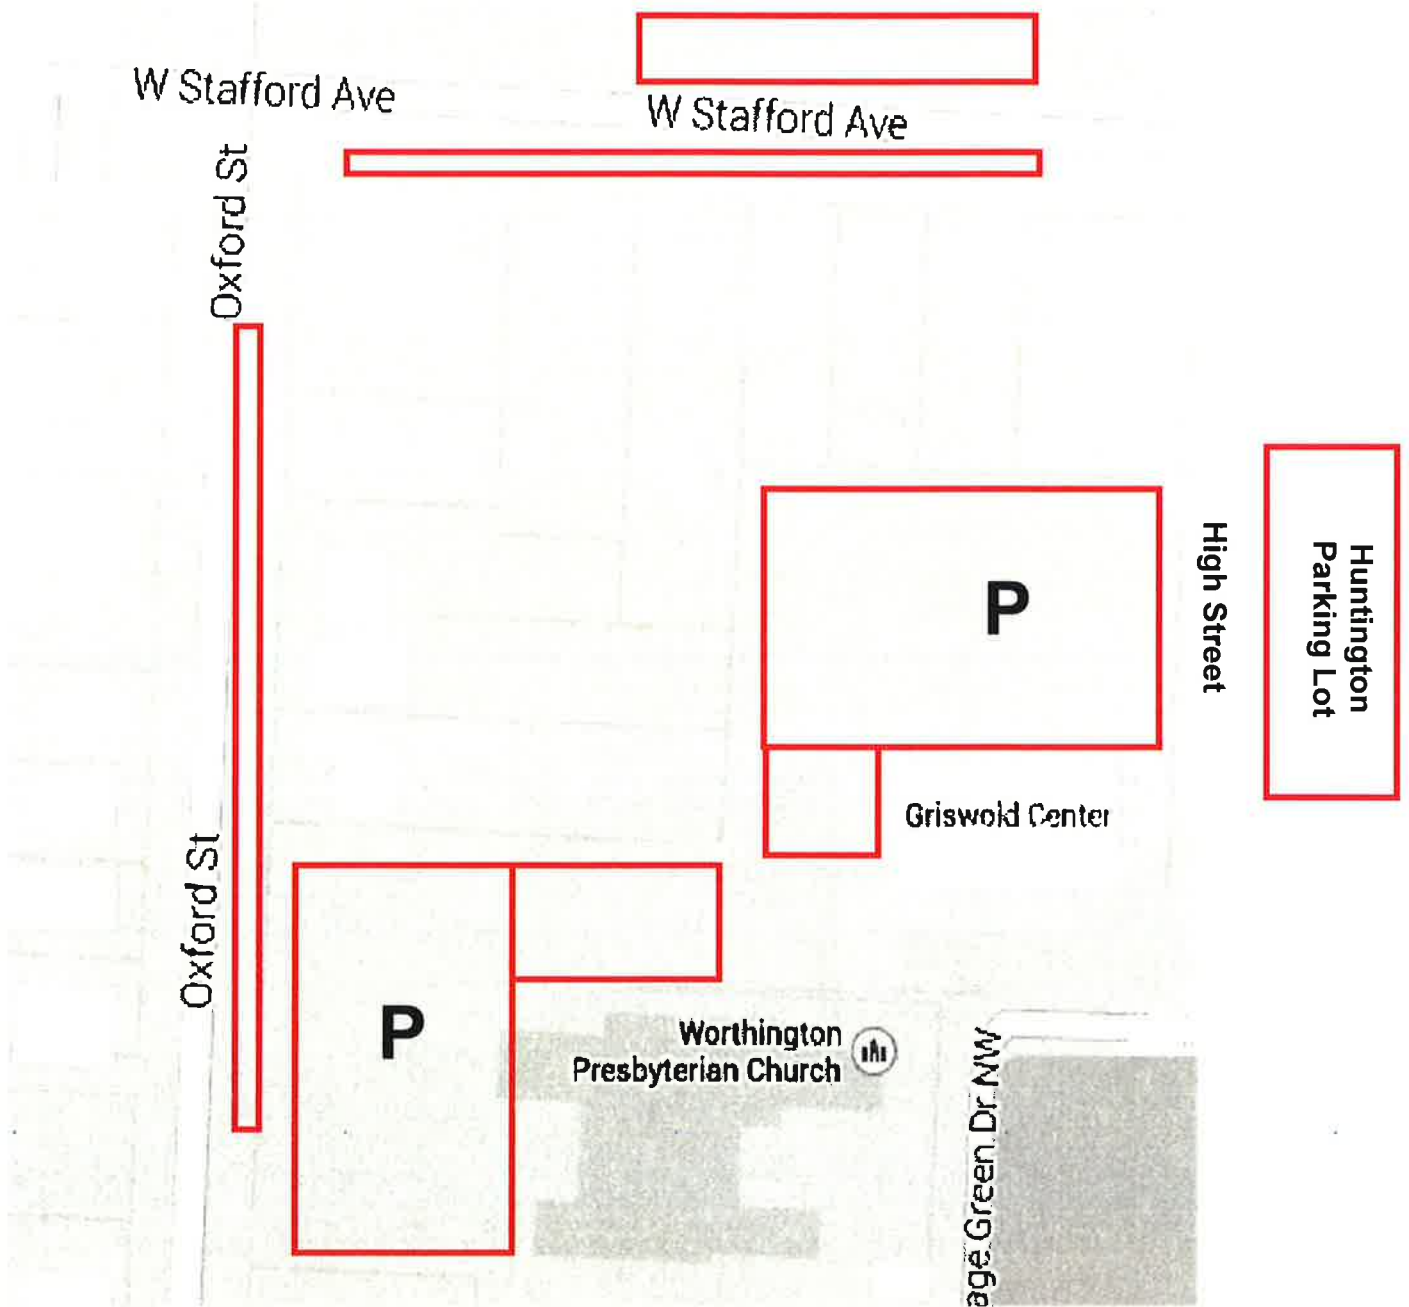 W Stafford Ave
W Stafford Ave
Oxford St
High Street
Huntington
Parking Lot
P
Griswold Center
Oxford St
P
Worthington
Presbyterian Church
age Green Dr NW